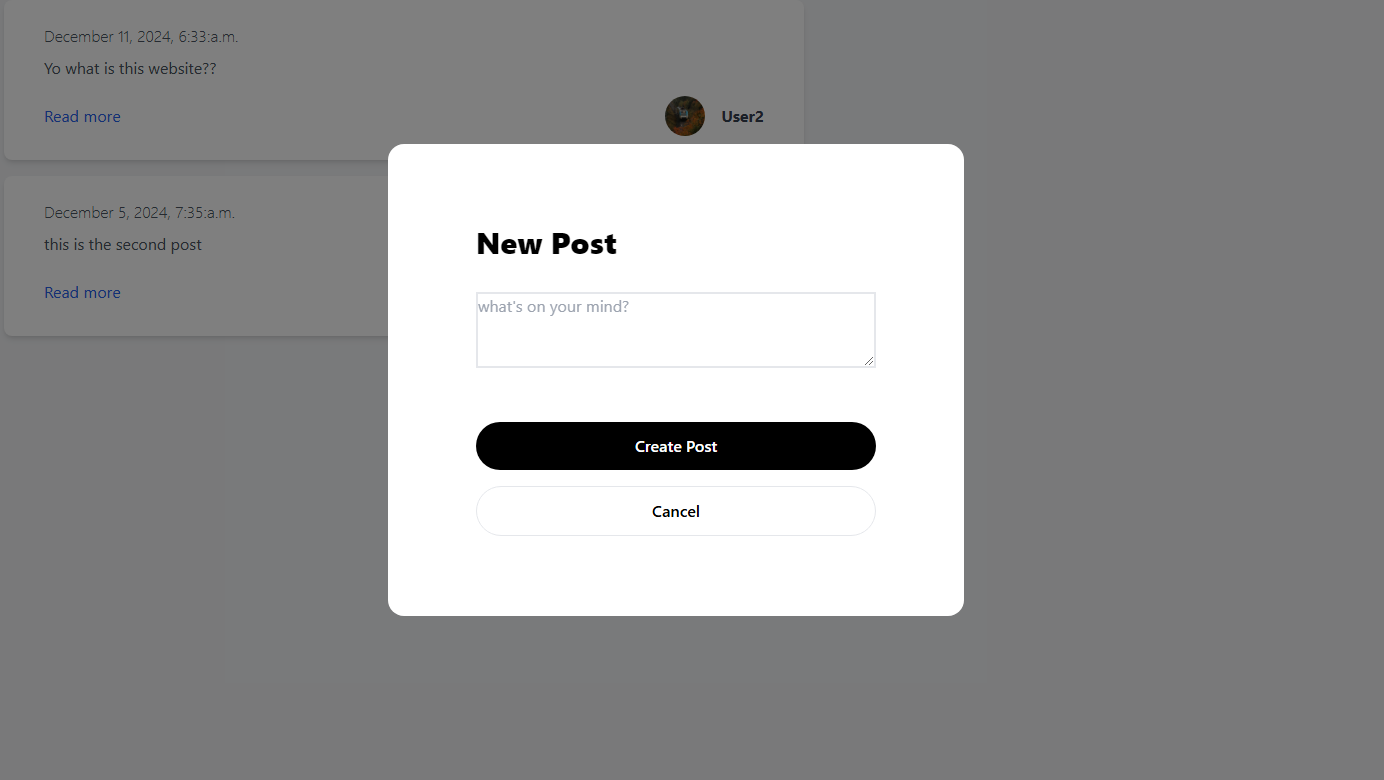 December 11, 2024, 6:33:a.m.
Yo what is this website??
Read more
User2
December 5, 2024, 7:35:a.m.
this is the second post
Read more
New Post
what's on your mind?
Create Post
Cancel